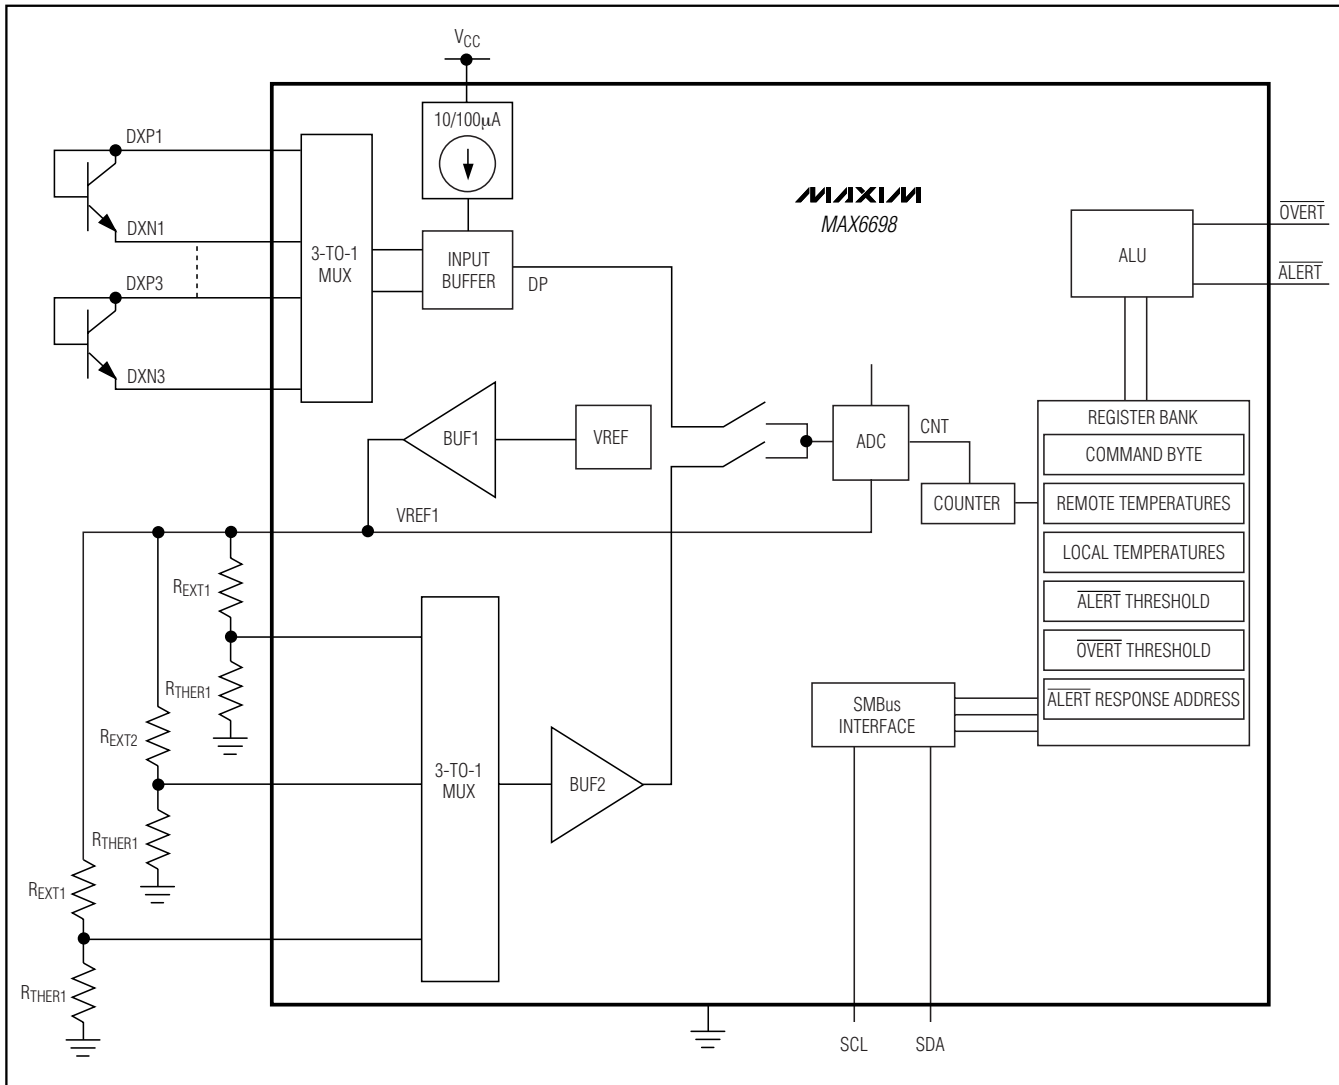 VCC
10/100µA
DXP1
DXN1
DXP3
DXN3
3-TO-1
MUX
INPUT
BUFFER
DP
MAXIM
MAX6698
ALU
OVERT
ALERT
BUF1
VREF
ADC
CNT
COUNTER
VREF1
REGISTER BANK
COMMAND BYTE
REMOTE TEMPERATURES
LOCAL TEMPERATURES
ALERT THRESHOLD
OVERT THRESHOLD
ALERT RESPONSE ADDRESS
REXT1
RTHER1
REXT2
RTHER1
REXT1
RTHER1
3-TO-1
MUX
BUF2
SMBus
INTERFACE
SCL
SDA